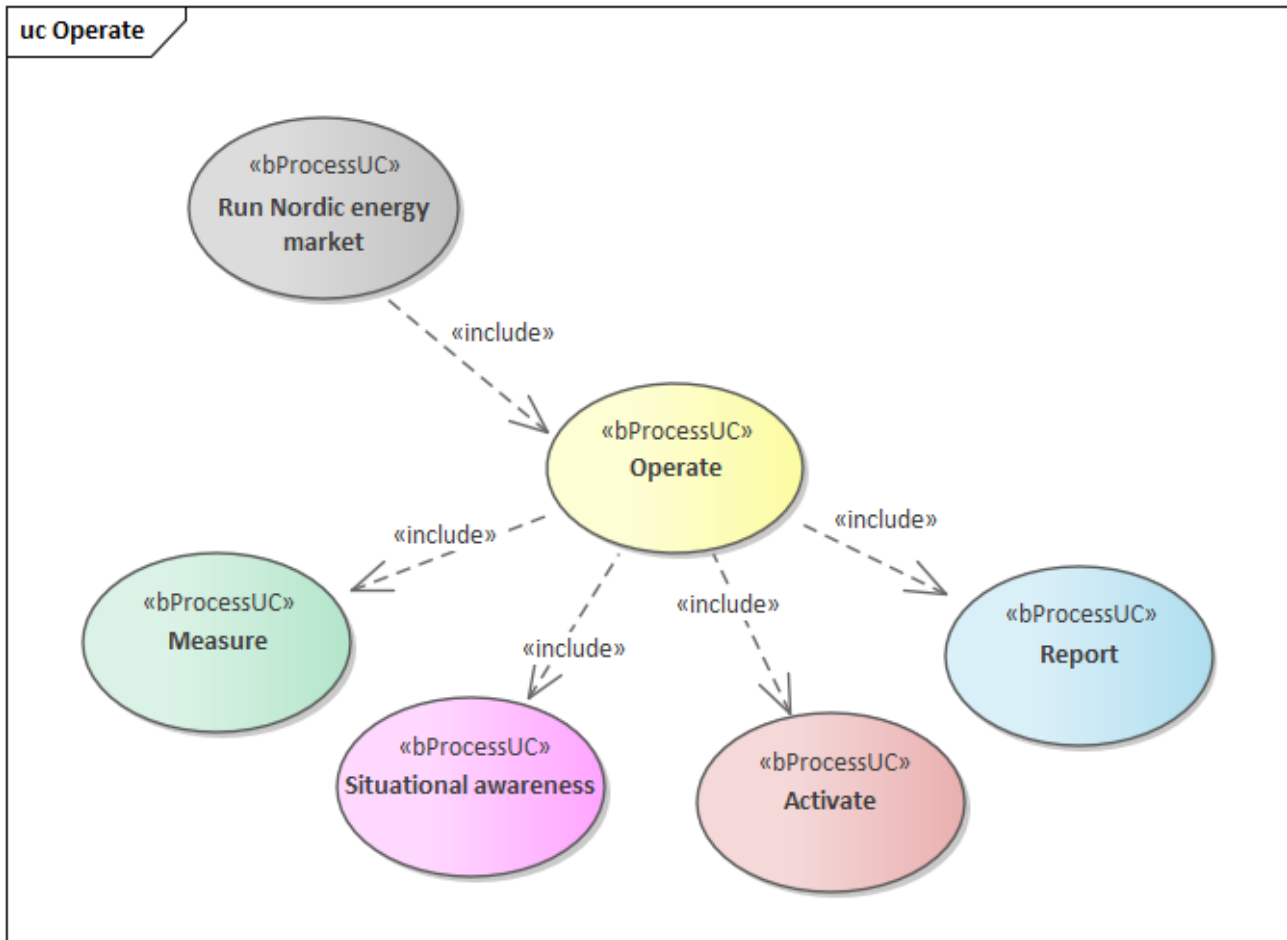 uc Operate
«bProcessUC»
Run Nordic energy
market
«include»
«bProcessUC»
Operate
«include»
«include»
«include»
«include»
«bProcessUC»
Measure
«bProcessUC»
Situational awareness
«bProcessUC»
Activate
«bProcessUC»
Report